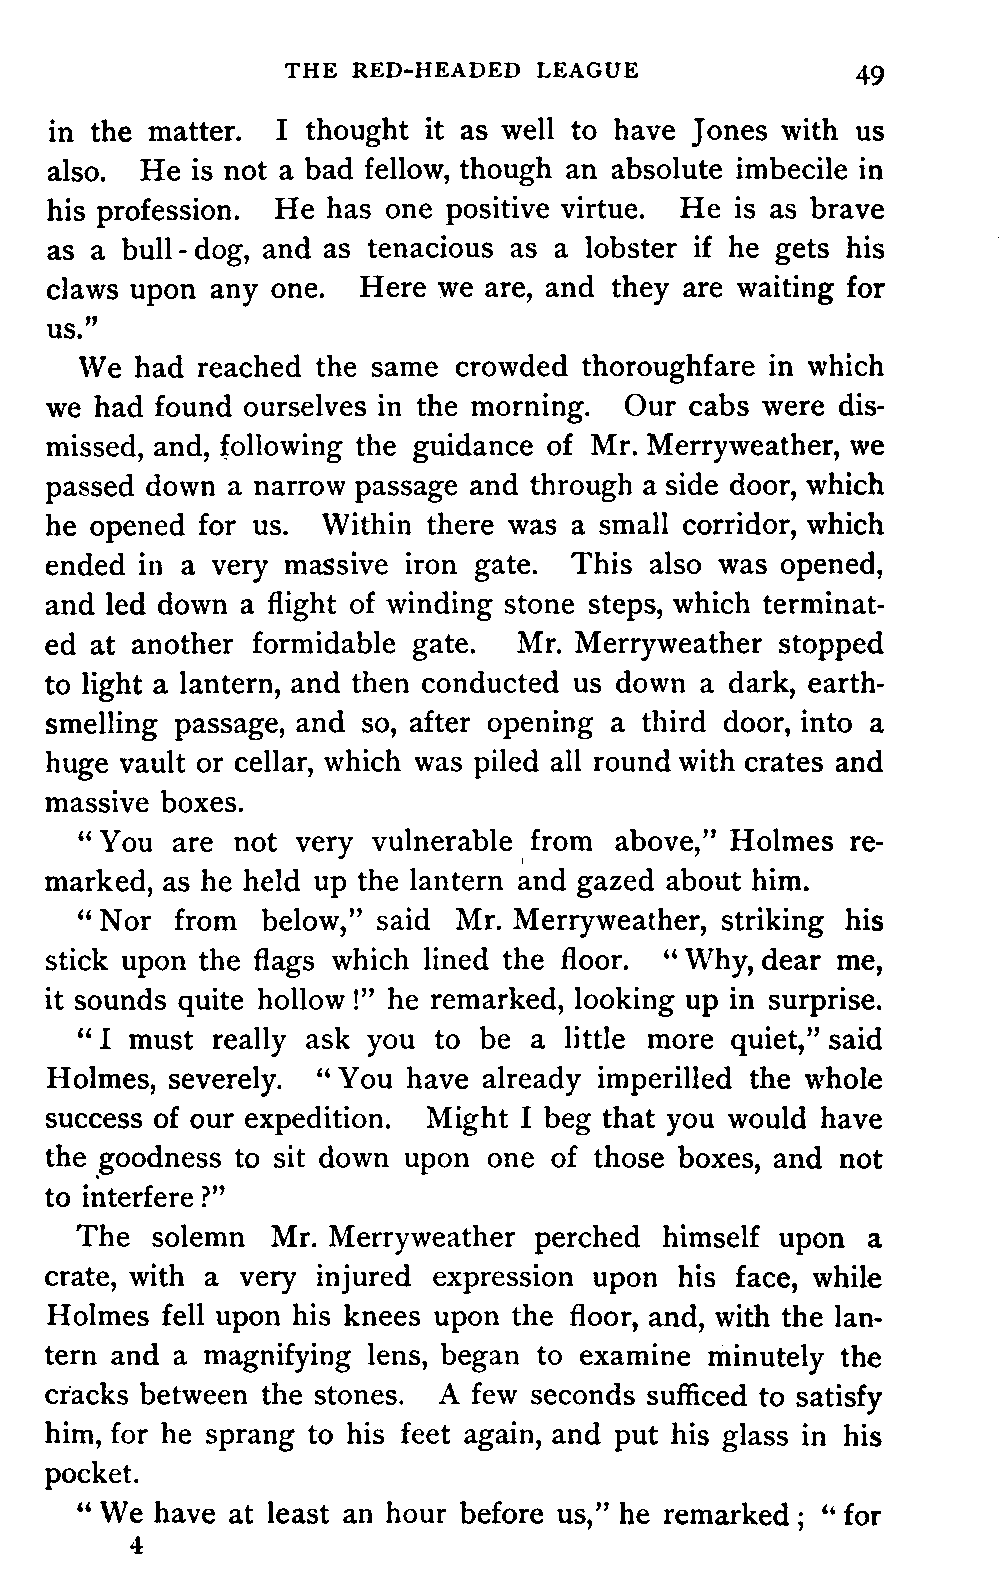 THE RED-HEADED LEAGUE 49
in the matter. I thought it as well to have Jones with us
also. He is not a bad fellow, though an absolute imbecile in
his profession. He has one positive virtue. He is as brave
as a bull-dog, and as tenacious as a lobster if he gets his
claws upon any one. Here we are, and they are waiting for
us.”
We had reached the same crowded thoroughfare in which
we had found ourselves in the morning. Our cabs were dis-
missed, and, following the guidance of Mr. Merryweather, we
passed down a narrow passage and through a side door, which
he opened for us. Within there was a small corridor, which
ended in a very massive iron gate. This also was opened,
and led down a flight of winding stone steps, which terminat-
ed at another formidable gate. Mr. Merryweather stopped
to light a lantern, and then conducted us down a dark, earth-
smelling passage, and so, after opening a third door, into a
huge vault or cellar, which was piled all round with crates and
massive boxes.
“You are not very vulnerable from above,” Holmes re-
marked, as he held up the lantern and gazed about him.
“Nor from below,” said Mr. Merryweather, striking his
stick upon the flags which lined the floor. “Why, dear me,
it sounds quite hollow!” he remarked, looking up in surprise.
“I must really ask you to be a little more quiet,” said
Holmes, severely. “You have already imperilled the whole
success of our expedition. Might I beg that you would have
the goodness to sit down upon one of those boxes, and not
to interfere?”
The solemn Mr. Merryweather perched himself upon a
crate, with a very injured expression upon his face, while
Holmes fell upon his knees upon the floor, and, with the lan-
tern and a magnifying lens, began to examine minutely the
cracks between the stones. A few seconds sufficed to satisfy
him, for he sprang to his feet again, and put his glass in his
pocket.
“We have at least an hour before us,” he remarked; “for
4